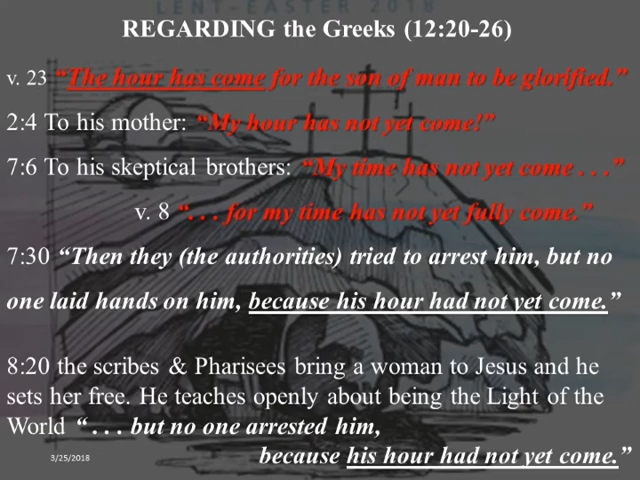 LENT-EASTER 2018
REGARDING the Greeks (12:20-26)
v. 23 “The hour has come for the son of man to be glorified.”
2:4 To his mother: “My hour has not yet come!”
7:6 To his skeptical brothers: “My time has not yet come . . .”
v. 8 “. . . for my time has not yet fully come.”
7:30 “Then they (the authorities) tried to arrest him, but no
one laid hands on him, because his hour had not yet come.”
8:20 the scribes & Pharisees bring a woman to Jesus and he
sets her free. He teaches openly about being the Light of the
World “ . . . but no one arrested him,
because his hour had not yet come.”
3/25/2018